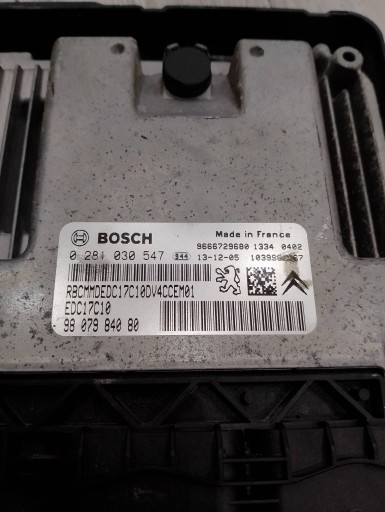 BOSCH
Made in France
9666729680 1334 0402
0 281 030 547 944 13-12-05
RBCMMDEDC17C10DV4CCEM01
EDC17C10
98 079 840 80